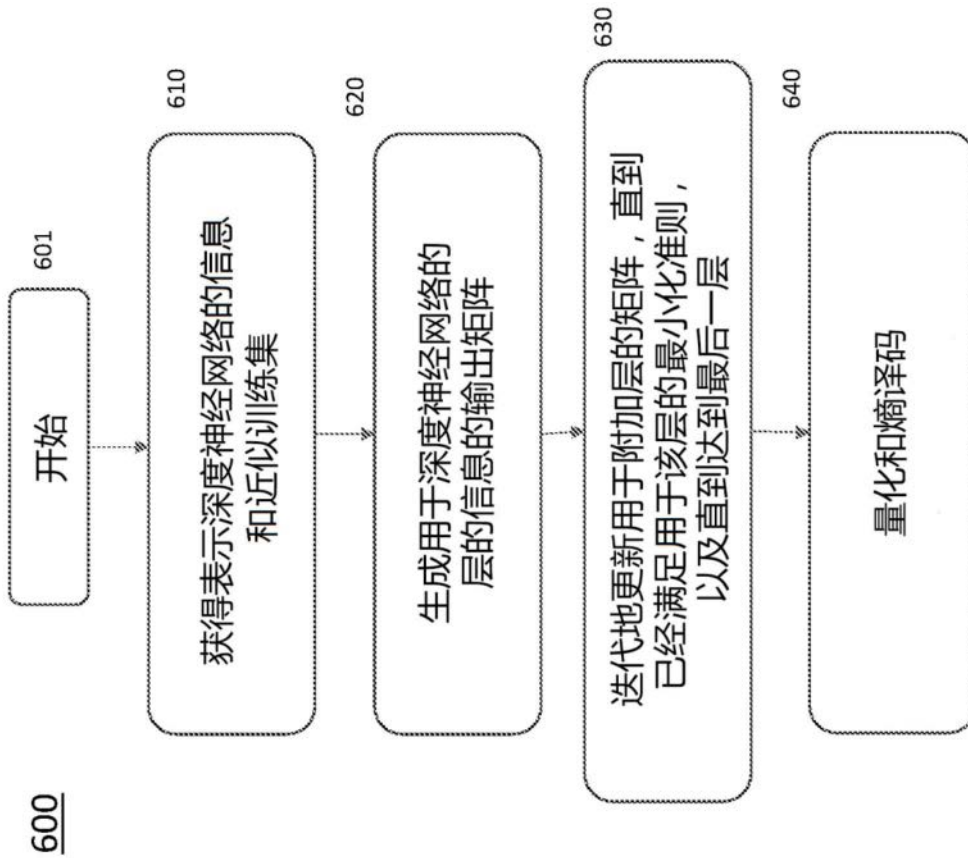 600
601
开始
610
获得表示深度神经网络的信息
和近似训练集
620
生成用于深度神经网络的
层的信息的输出矩阵
630
迭代地更新用于附加层的矩阵，直到
已经满足用于该层的最小化准则，
以及直到达到最后一层
640
量化和熵译码